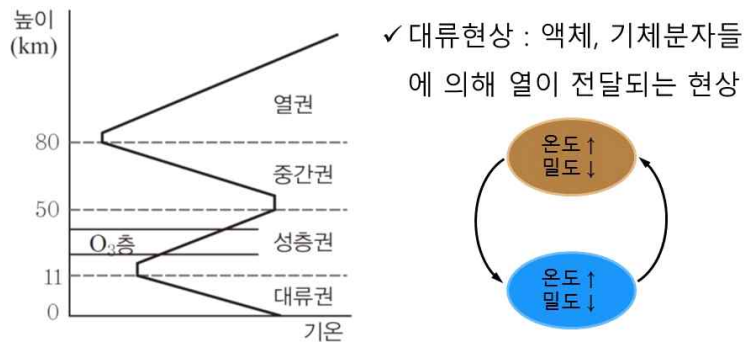 높이
(km)
열권
80
중간권
50
O₃층
성층권
11
대류권
0
기온
✓ 대류현상 : 액체, 기체분자들
에 의해 열이 전달되는 현상
온도↑
밀도↓
온도↑
밀도↓